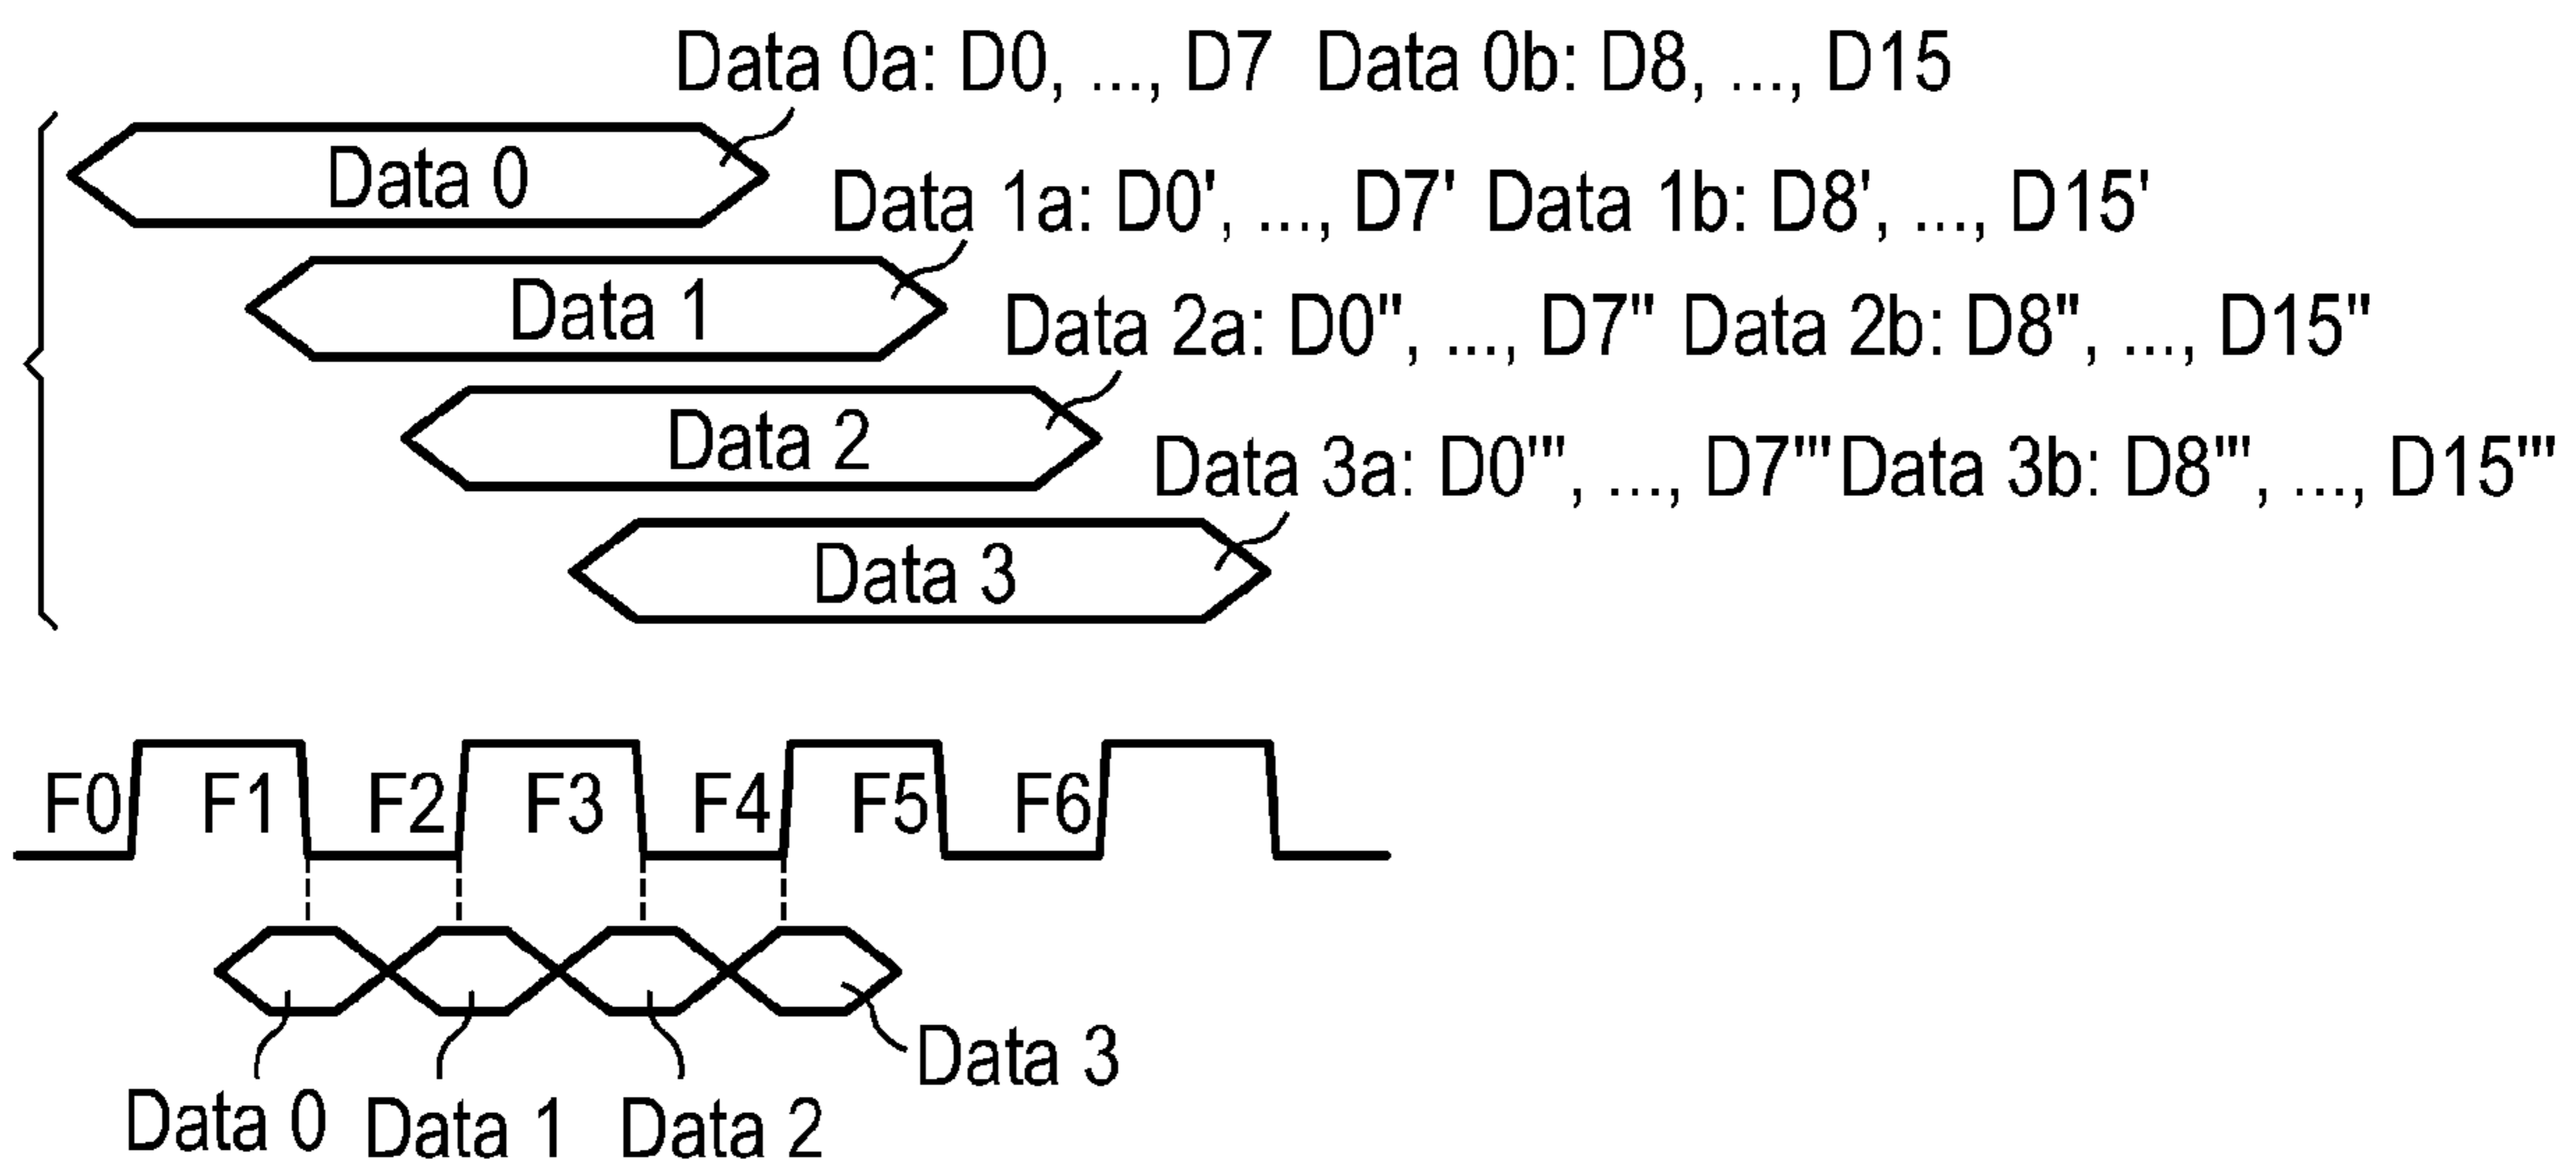 Data 0a: D0, ..., D7 Data 0b: D8, ..., D15
Data 0
Data 1a: D0', ..., D7' Data 1b: D8', ..., D15'
Data 1
Data 2a: D0", ..., D7" Data 2b: D8", ..., D15"
Data 2
Data 3a: D0''', ..., D7''' Data 3b: D8''', ..., D15'''
Data 3
F0 F1 F2 F3 F4 F5 F6
Data 3
Data 0 Data 1 Data 2